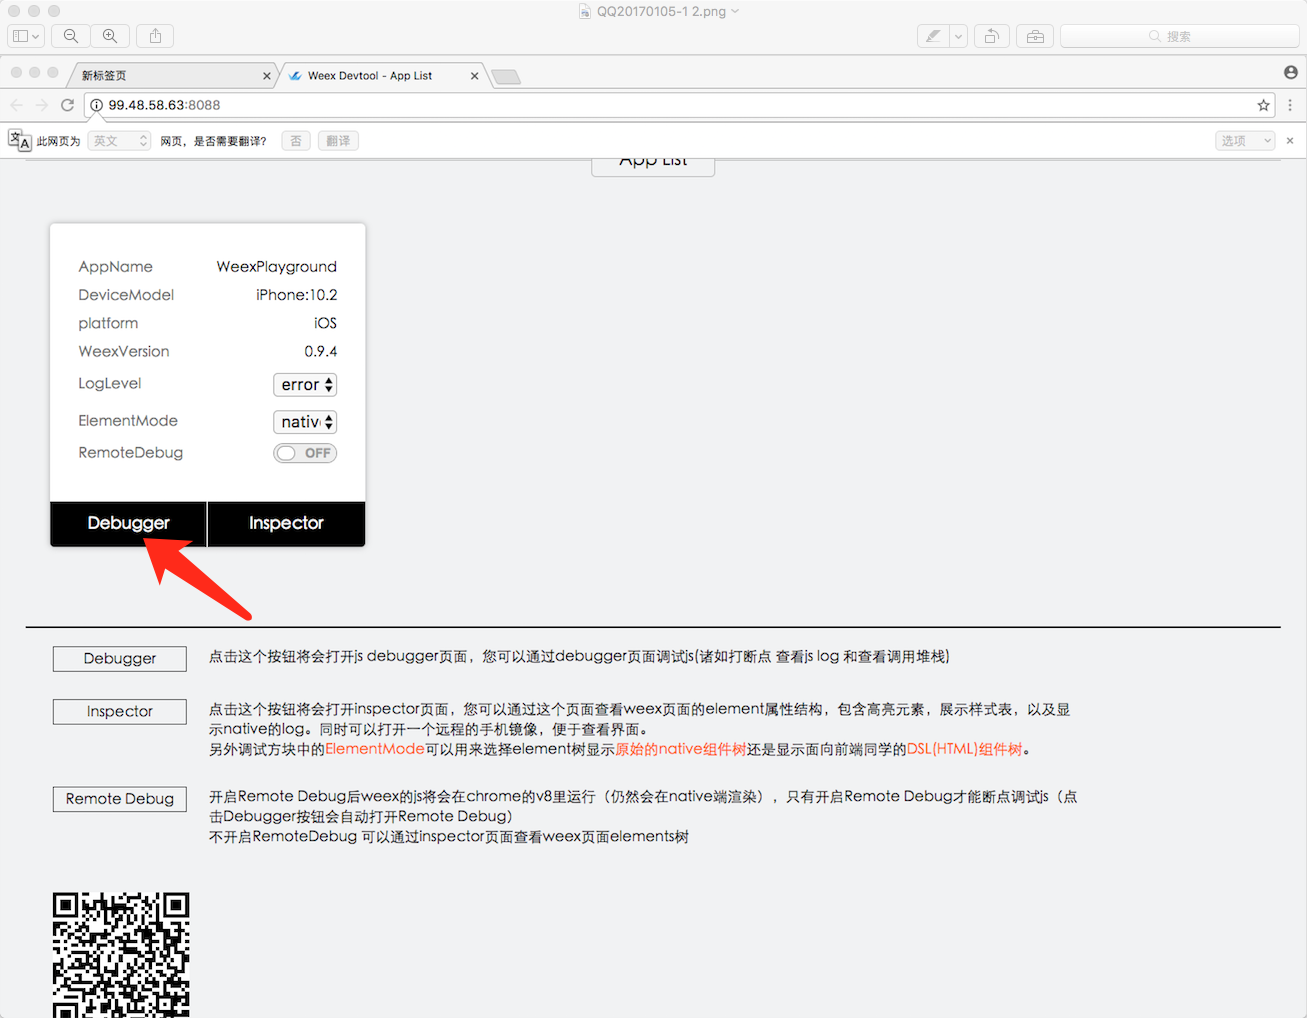 QQ20170105-1 2.png
搜索
新标签页
Weex Devtool - App List
99.48.58.63:8088
此网页为 英文 网页，是否需要翻译？ 否 翻译 选项
App List
AppName WeexPlayground
DeviceModel iPhone:10.2
platform iOS
WeexVersion 0.9.4
LogLevel error
ElementMode nativ
RemoteDebug OFF
Debugger Inspector
Debugger 点击这个按钮将会打开js debugger页面，您可以通过debugger页面调试js(诸如打断点 查看js log 和查看调用堆栈)
Inspector 点击这个按钮将会打开inspector页面，您可以通过这个页面查看weex页面的element属性结构，包含高亮元素，展示样式表，以及显
示native的log。同时可以打开一个远程的手机镜像，便于查看界面。
另外调试方块中的ElementMode可以用来选择element树显示原始的native组件树还是显示面向前端同学的DSL(HTML)组件树。
Remote Debug 开启Remote Debug后weex的js将会在chrome的v8里运行（仍然会在native端渲染），只有开启Remote Debug才能断点调试js（点
击Debugger按钮会自动打开Remote Debug）
不开启RemoteDebug 可以通过inspector页面查看weex页面elements树